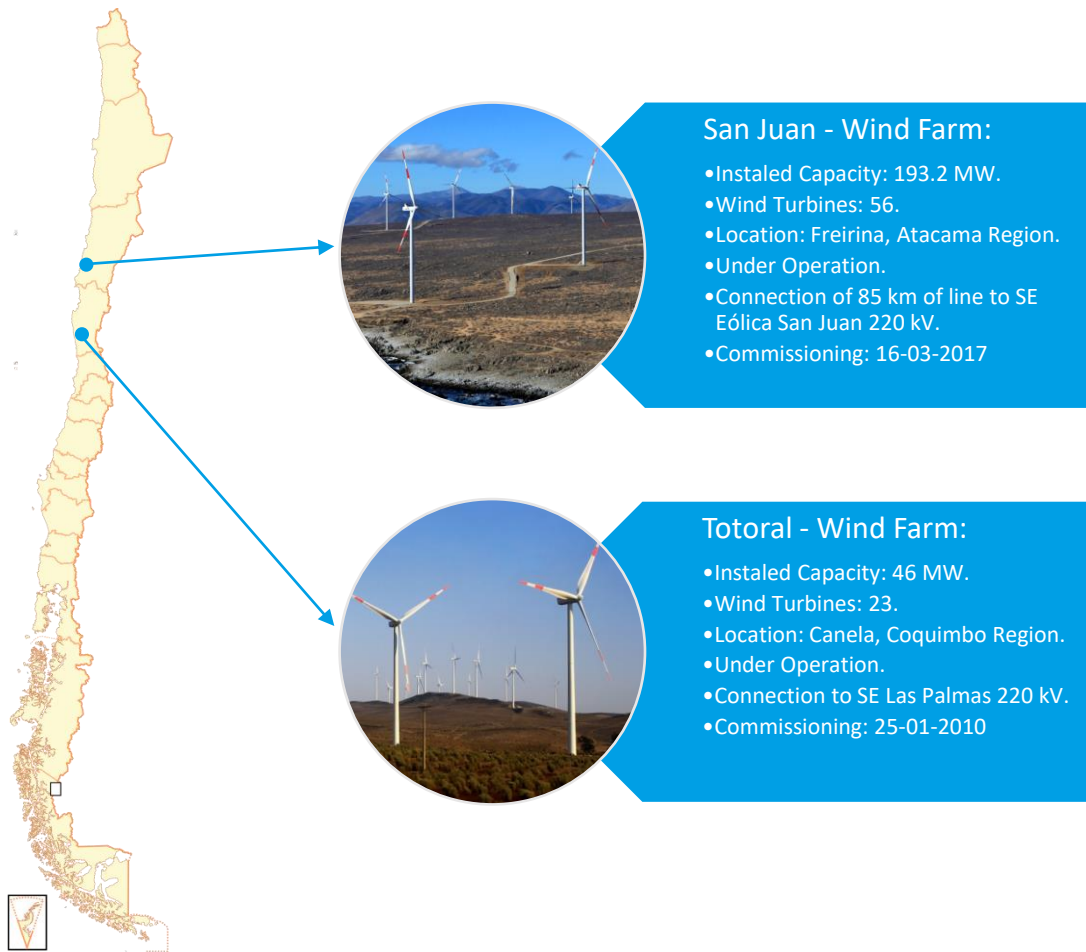 San Juan - Wind Farm:
•Instaled Capacity: 193.2 MW.
•Wind Turbines: 56.
•Location: Freirina, Atacama Region.
•Under Operation.
•Connection of 85 km of line to SE
Eólica San Juan 220 kV.
•Commissioning: 16-03-2017
Totoral - Wind Farm:
•Instaled Capacity: 46 MW.
•Wind Turbines: 23.
•Location: Canela, Coquimbo Region.
•Under Operation.
•Connection to SE Las Palmas 220 kV.
•Commissioning: 25-01-2010